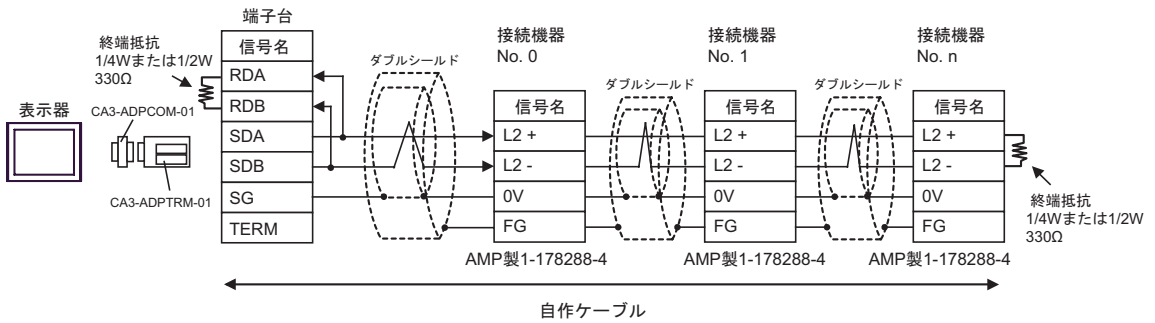 端子台
終端抵抗
1/4Wまたは1/2W
330Ω
信号名
RDA
RDB
SDA
SDB
SG
TERM
表示器
CA3-ADPCOM-01
CA3-ADPTRM-01
ダブルシールド
接続機器
No. 0
信号名
L2 +
L2 -
0V
FG
AMP製1-178288-4
ダブルシールド
接続機器
No. 1
信号名
L2 +
L2 -
0V
FG
AMP製1-178288-4
ダブルシールド
接続機器
No. n
信号名
L2 +
L2 -
0V
FG
AMP製1-178288-4
終端抵抗
1/4Wまたは1/2W
330Ω
自作ケーブル